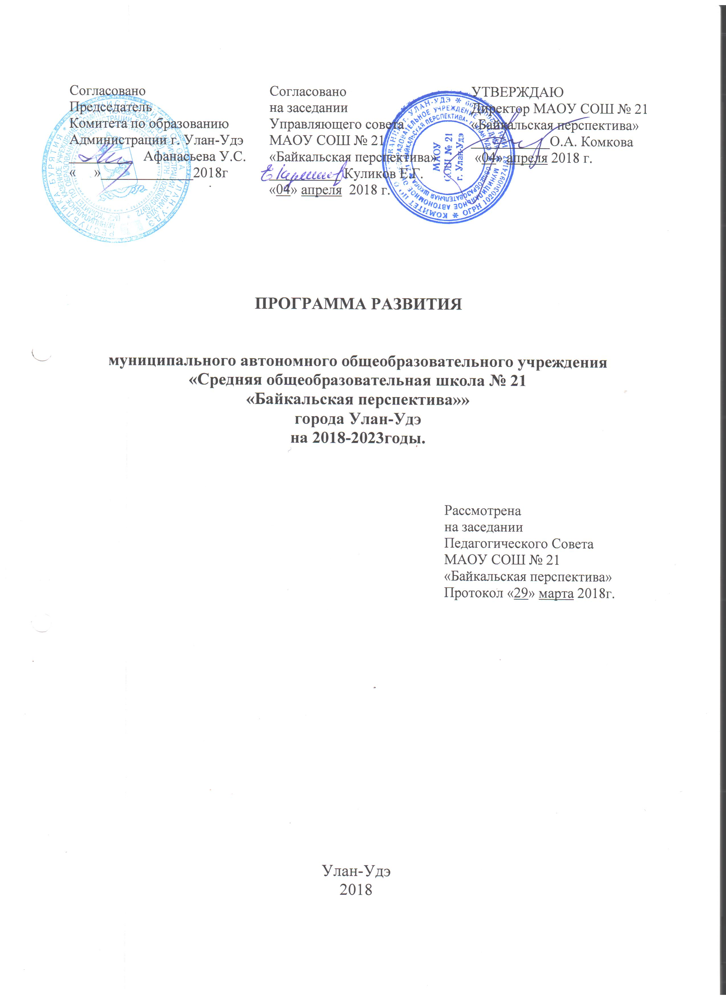 Согласовано
Председатель
Комитета по образованию
Администрации г. Улан-Удэ
_________ Афанасьева У.С.
« »_____________2018г
Согласовано
на заседании
Управляющего совета
МАОУ СОШ № 21
«Байкальская перспектива»
__________Куликов Е.Г.
«04» апреля 2018 г.
УТВЕРЖДАЮ
Директор МАОУ СОШ № 21
«Байкальская перспектива»
___________О.А. Комкова
«04» апреля 2018 г.
МАОУ
СОШ № 21
г. Улан-Удэ
ПРОГРАММА РАЗВИТИЯ
муниципального автономного общеобразовательного учреждения
«Средняя общеобразовательная школа № 21
«Байкальская перспектива»»
города Улан-Удэ
на 2018-2023годы.
Рассмотрена
на заседании
Педагогического Совета
МАОУ СОШ № 21
«Байкальская перспектива»
Протокол «29» марта 2018г.
Улан-Удэ
2018